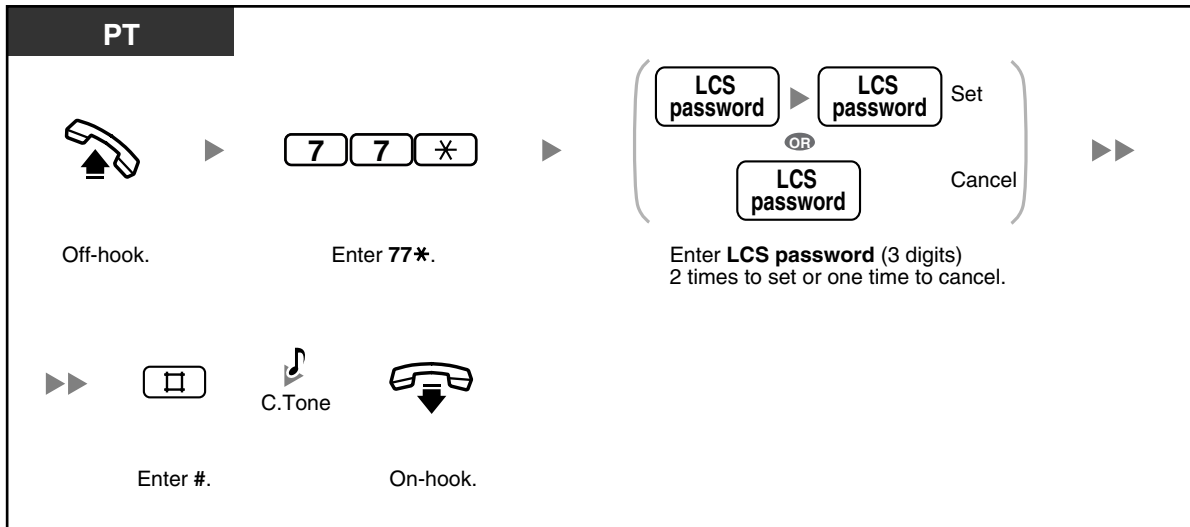 PT
LCS password LCS password Set
OR
LCS password Cancel
7 7 *
Off-hook.
Enter 77*.
Enter LCS password (3 digits)
2 times to set or one time to cancel.
#
C.Tone
Enter #.
On-hook.